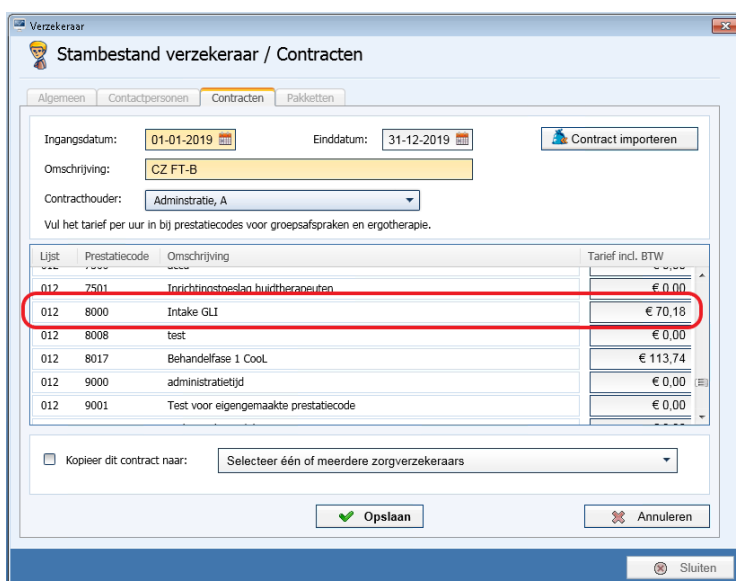 Verzekeraar
Stambestand verzekeraar / Contracten
Algemeen Contactpersonen Contracten Pakketten
Ingangsdatum: 01-01-2019 Einddatum: 31-12-2019 Contract importeren
Omschrijving: CZ FT-B
Contracthouder: Adminstratie, A
Vul het tarief per uur in bij prestatiecodes voor groepsafspraken en ergotherapie.
Lijst Prestatiecode Omschrijving Tarief incl. BTW
012 7501 Inrichtingstoeslag huidtherapeuten € 0,00
012 8000 Intake GLI € 70,18
012 8008 test € 0,00
012 8017 Behandelfase 1 CooL € 113,74
012 9000 administratietijd € 0,00
012 9001 Test voor eigengemaakte prestatiecode € 0,00
Kopieer dit contract naar: Selecteer één of meerdere zorgverzekeraars
Opslaan Annuleren
Sluiten